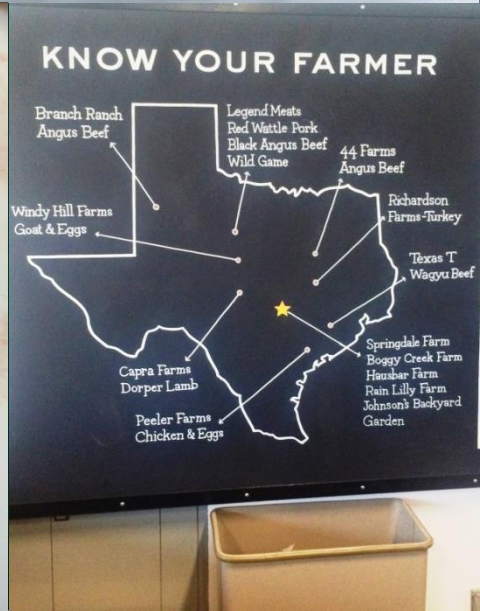 KNOW YOUR FARMER
Branch Ranch
Angus Beef
Legend Meats
Red Wattle Pork
Black Angus Beef
Wild Game
44 Farms
Angus Beef
Richardson
Farms-Turkey
Windy Hill Farms
Goat & Eggs
Texas T
Wagyu Beef
Springdale Farm
Boggy Creek Farm
Hausbar Farm
Rain Lilly Farm
Johnson's Backyard
Garden
Capra Farms
Dorper Lamb
Peeler Farms
Chicken & Eggs